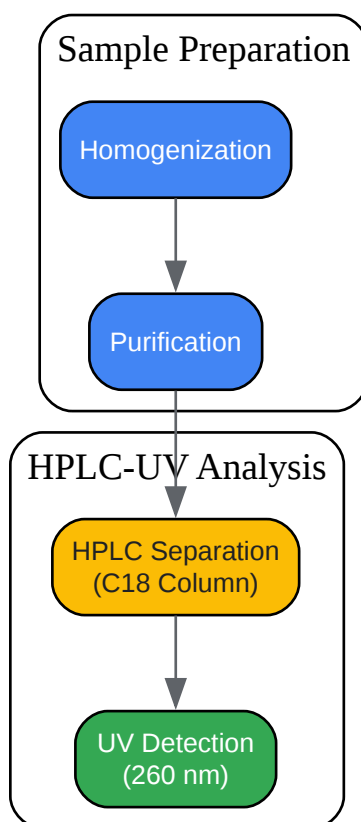 Sample Preparation
Homogenization
Purification
HPLC-UV Analysis
HPLC Separation
(C18 Column)
UV Detection
(260 nm)